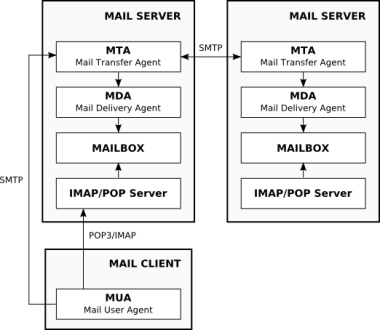 MAIL SERVER
MTA
Mail Transfer Agent
MDA
Mail Delivery Agent
MAILBOX
IMAP/POP Server
SMTP
MAIL SERVER
MTA
Mail Transfer Agent
MDA
Mail Delivery Agent
MAILBOX
IMAP/POP Server
SMTP
POP3/IMAP
MAIL CLIENT
MUA
Mail User Agent